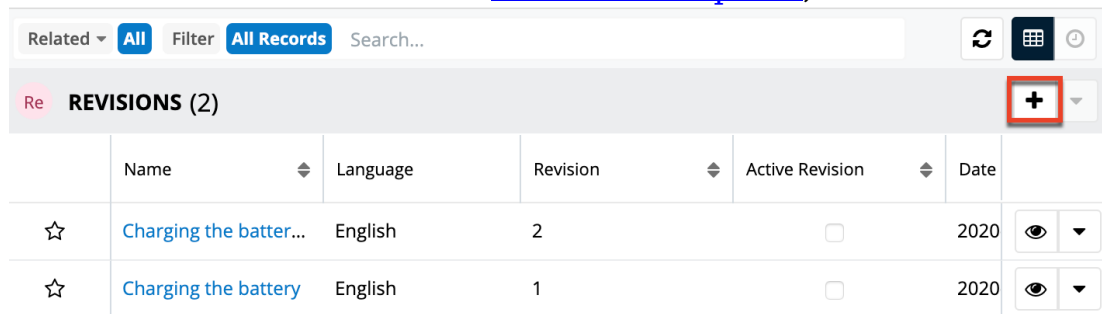 Related All Filter All Records Search...
Re REVISIONS (2)
Name Language Revision Active Revision Date
Charging the batter... English 2 2020
Charging the battery English 1 2020